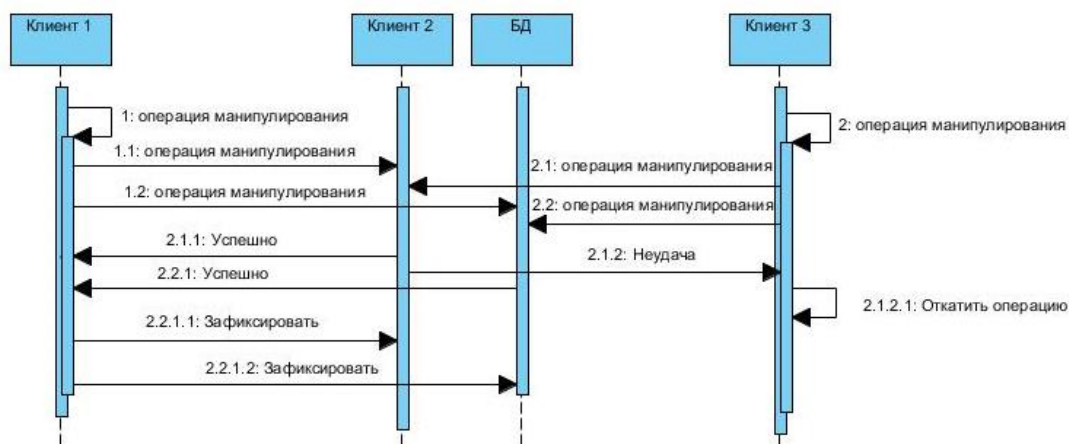 Клиент 1
Клиент 2
БД
Клиент 3
1: операция манипулирования
2: операция манипулирования
1.1: операция манипулирования
2.1: операция манипулирования
1.2: операция манипулирования
2.2: операция манипулирования
2.1.1: Успешно
2.1.2: Неудача
2.2.1: Успешно
2.1.2.1: Откатить операцию
2.2.1.1: Зафиксировать
2.2.1.2: Зафиксировать